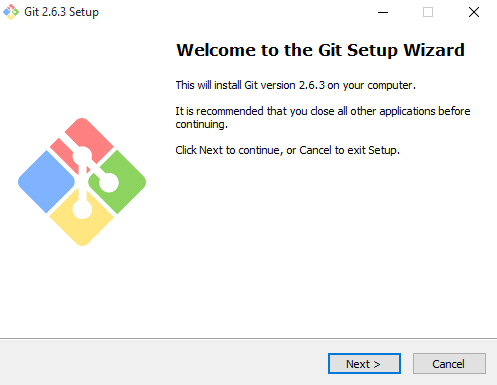 Git 2.6.3 Setup
Welcome to the Git Setup Wizard
This will install Git version 2.6.3 on your computer.
It is recommended that you close all other applications before
continuing.
Click Next to continue, or Cancel to exit Setup.
Next >
Cancel